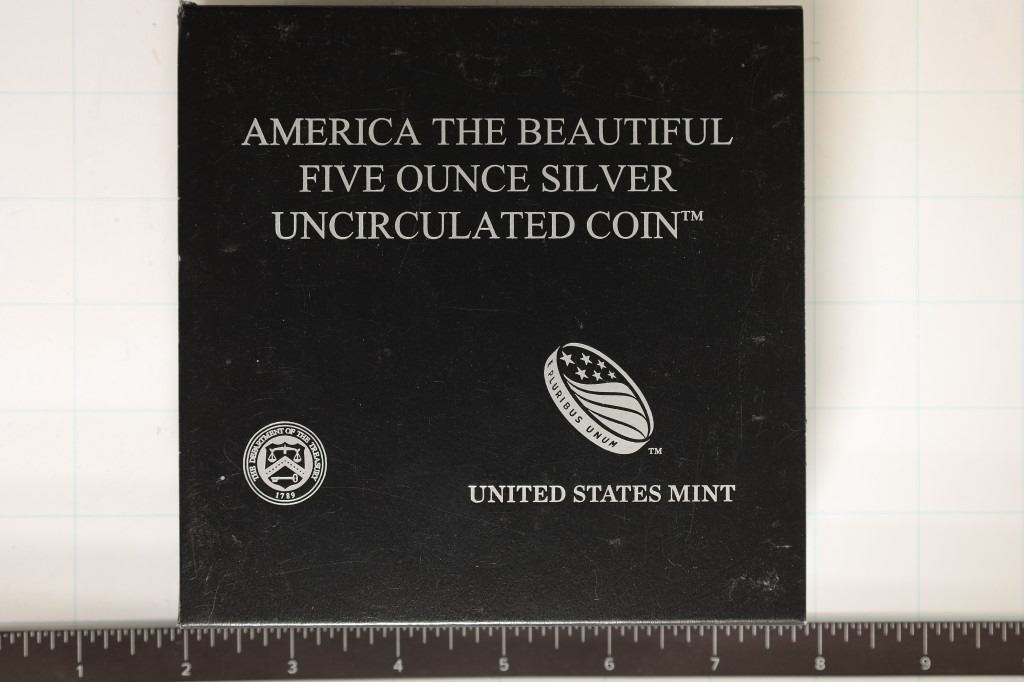 AMERICA THE BEAUTIFUL
FIVE OUNCE SILVER
UNCIRCULATED COIN™
E PLURIBUS UNUM
TM
THE DEPARTMENT OF THE TREASURY
1789
UNITED STATES MINT
1 2 3 4 5 6 7 8 9